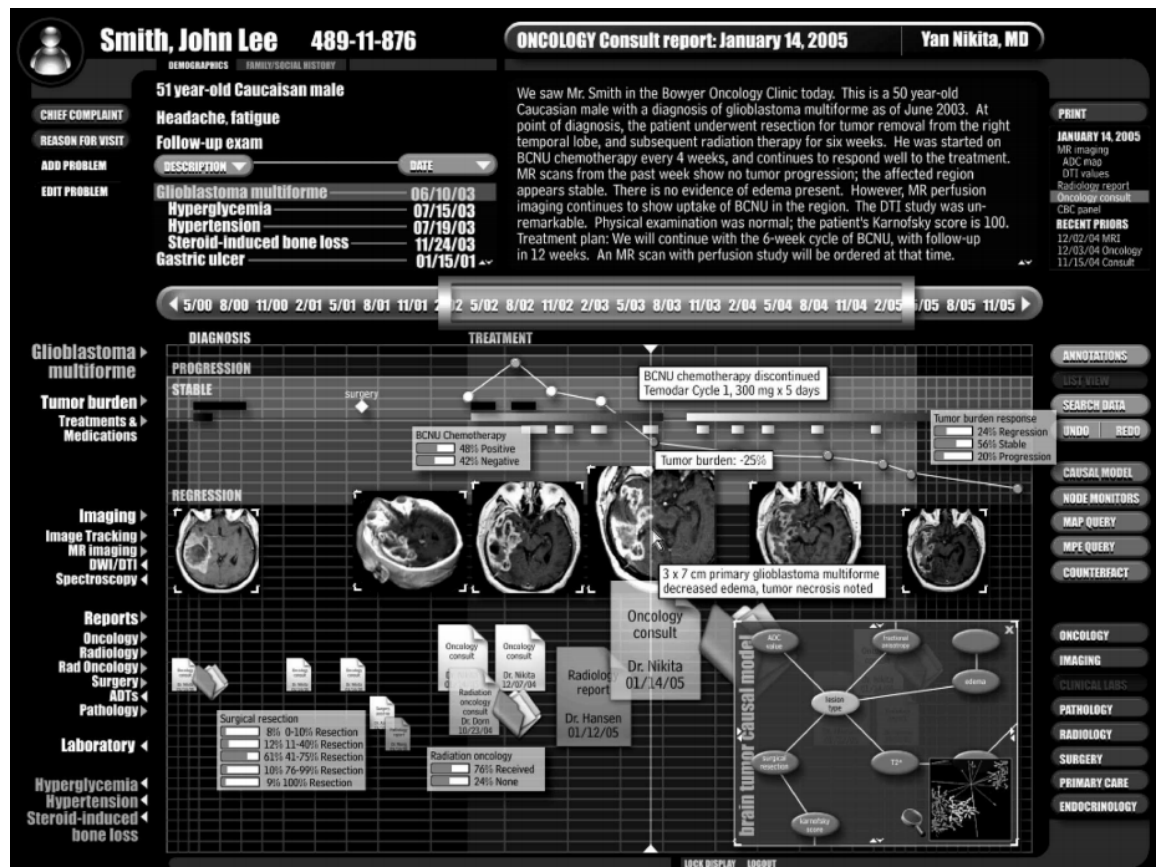 Smith, John Lee 489-11-876
ONCOLOGY Consult report: January 14, 2005 Yan Nikita, MD
DEMOGRAPHICS FAMILY/SOCIAL HISTORY
51 year-old Caucaisan male
Headache, fatigue
Follow-up exam
CHIEF COMPLAINT
REASON FOR VISIT
ADD PROBLEM
EDIT PROBLEM
DESCRIPTION DATE
Glioblastoma multiforme 06/10/03
Hyperglycemia 07/15/03
Hypertension 07/19/03
Steroid-induced bone loss 11/24/03
Gastric ulcer 01/15/01
We saw Mr. Smith in the Bowyer Oncology Clinic today. This is a 50 year-old
Caucasian male with a diagnosis of glioblastoma multiforme as of June 2003. At
point of diagnosis, the patient underwent resection for tumor removal from the right
temporal lobe, and subsequent radiation therapy for six weeks. He was started on
BCNU chemotherapy every 4 weeks, and continues to respond well to the treatment.
MR scans from the past week show no tumor progression; the affected region
appears stable. There is no evidence of edema present. However, MR perfusion
imaging continues to show uptake of BCNU in the region. The DTI study was un-
remarkable. Physical examination was normal; the patient's Karnofsky score is 100.
Treatment plan: We will continue with the 6-week cycle of BCNU, with follow-up
in 12 weeks. An MR scan with perfusion study will be ordered at that time.
PRINT
JANUARY 14, 2005
MR imaging
ADC map
DTI values
Radiology report
Oncology consult
CBC panel
RECENT PRIORS
12/02/04 MRI
12/03/04 Oncology
11/15/04 Consult
5/00 8/00 11/00 2/01 5/01 8/01 11/01 5/02 8/02 11/02 2/03 5/03 8/03 11/03 2/04 5/04 8/04 11/04 2/05 8/05 11/05
DIAGNOSIS TREATMENT
Glioblastoma
multiforme
PROGRESSION
STABLE
surgery
BCNU chemotherapy discontinued
Temodar Cycle 1, 300 mg x 5 days
Tumor burden
Treatments &
Medications
BCNU Chemotherapy
48% Positive
42% Negative
Tumor burden: -25%
Tumor burden response
24% Regression
56% Stable
20% Progression
REGRESSION
Imaging
Image Tracking
MR imaging
DWI/DTI
Spectroscopy
3 x 7 cm primary glioblastoma multiforme
decreased edema, tumor necrosis noted
Reports
Oncology
Radiology
Rad Oncology
Surgery
ADTs
Pathology
Oncology
consult
Oncology
consult
Dr. Nikita
12/07/04
Radiation
oncology
consult
Dr. Dorn
10/23/04
Radiology
report
Dr. Hansen
01/12/05
Oncology
consult
Dr. Nikita
01/14/05
Surgical resection
8% 0-10% Resection
12% 11-40% Resection
61% 41-75% Resection
10% 76-99% Resection
9% 100% Resection
Radiation oncology
76% Received
24% None
Laboratory
Hyperglycemia
Hypertension
Steroid-induced
bone loss
brain tumor causal model
ADC
value
fractional
anisotropy
edema
lesion
type
surgical
resection
T2*
karnofsky
score
ANNOTATIONS
LIST VIEW
SEARCH DATA
UNDO REDO
CAUSAL MODEL
NODE MONITORS
MAP QUERY
MPE QUERY
COUNTERFACT
ONCOLOGY
IMAGING
CLINICAL LABS
PATHOLOGY
RADIOLOGY
SURGERY
PRIMARY CARE
ENDOCRINOLOGY
LOCK DISPLAY LOGOUT